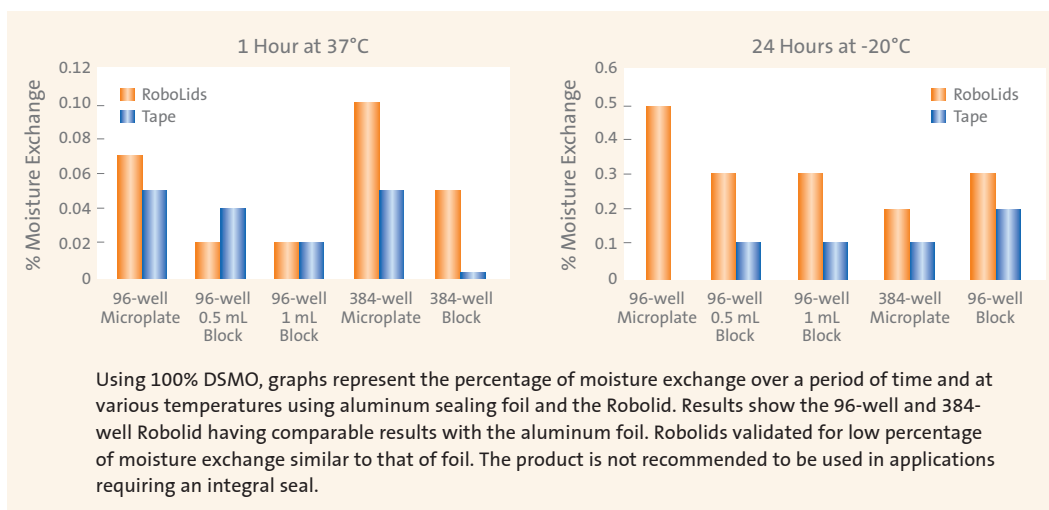 1 Hour at 37°C
% Moisture Exchange
0.12
0.10
0.08
0.06
0.04
0.02
0
RoboLids
Tape
96-well
Microplate
96-well
0.5 mL
Block
96-well
1 mL
Block
384-well
Microplate
384-well
Block
24 Hours at -20°C
% Moisture Exchange
0.6
0.5
0.4
0.3
0.2
0.1
0
RoboLids
Tape
96-well
Microplate
96-well
0.5 mL
Block
96-well
1 mL
Block
384-well
Microplate
96-well
Block
Using 100% DSMO, graphs represent the percentage of moisture exchange over a period of time and at
various temperatures using aluminum sealing foil and the Robolid. Results show the 96-well and 384-
well Robolid having comparable results with the aluminum foil. Robolids validated for low percentage
of moisture exchange similar to that of foil. The product is not recommended to be used in applications
requiring an integral seal.